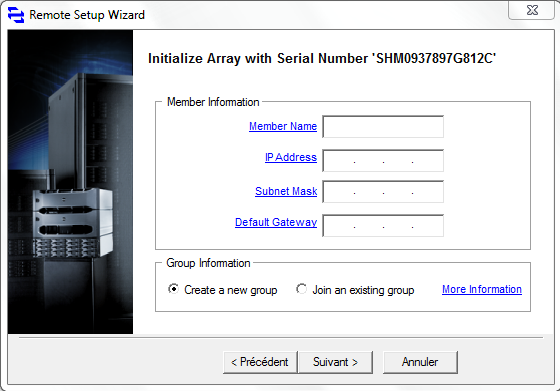 Remote Setup Wizard
Initialize Array with Serial Number 'SHM0937897G812C'
Member Information
Member Name
IP Address
. . .
Subnet Mask
. . .
Default Gateway
. . .
Group Information
Create a new group Join an existing group More Information
< Précédent Suivant > Annuler